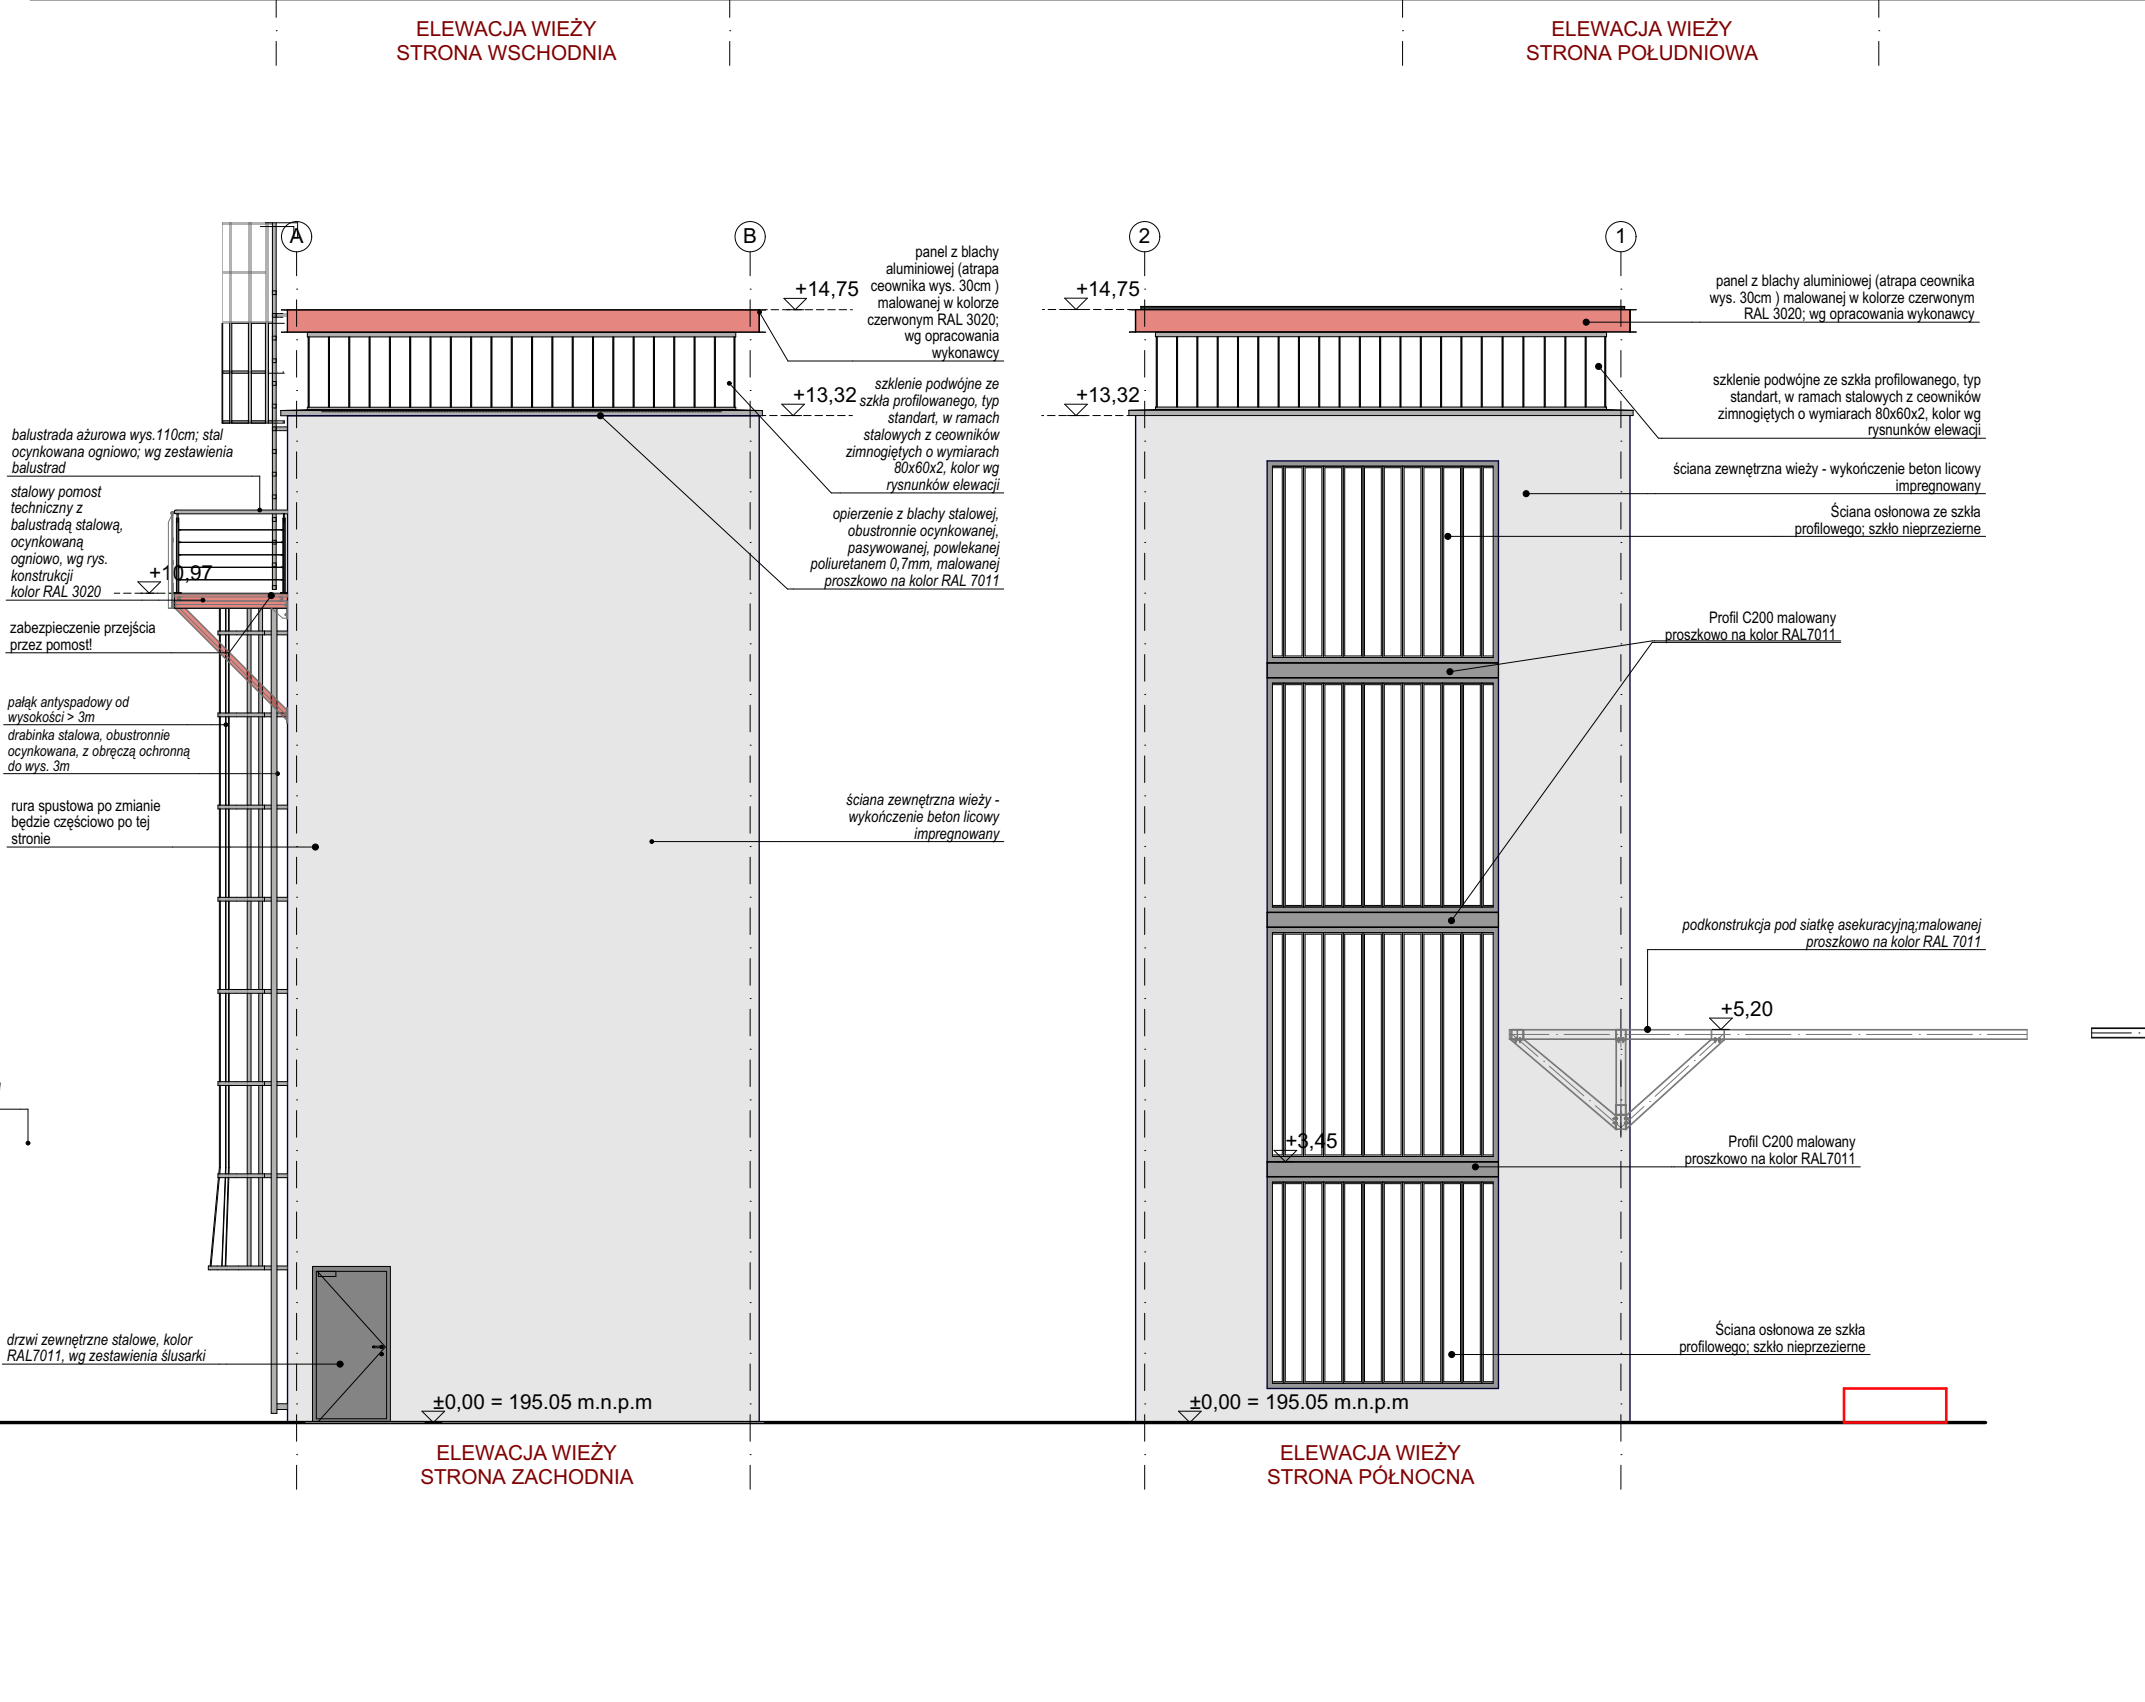 ELEWACJA WIEŻY
STRONA WSCHODNIA
ELEWACJA WIEŻY
STRONA POŁUDNIOWA
A
B
2
1
balustrada ażurowa wys.110cm; stal
ocynkowana ogniowo; wg zestawienia
balustrad
stalowy pomost
techniczny z
balustradą stalową,
ocynkowaną
ogniowo, wg rys.
konstrukcji
kolor RAL 3020
+10,97
zabezpieczenie przejścia
przez pomost!
pałąk antyspadowy od
wysokości > 3m
drabinka stalowa, obustronnie
ocynkowana, z obręczą ochronną
do wys. 3m
rura spustowa po zmianie
będzie częściowo po tej
stronie
drzwi zewnętrzne stalowe, kolor
RAL7011, wg zestawienia ślusarki
±0,00 = 195.05 m.n.p.m
ELEWACJA WIEŻY
STRONA ZACHODNIA
+14,75
panel z blachy
aluminiowej (atrapa
ceownika wys. 30cm )
malowanej w kolorze
czerwonym RAL 3020;
wg opracowania
wykonawcy
+13,32
szklenie podwójne ze
szkła profilowanego, typ
standart, w ramach
stalowych z ceowników
zimnogiętych o wymiarach
80x60x2, kolor wg
rysnunków elewacji
opierzenie z blachy stalowej,
obustronnie ocynkowanej,
pasywowanej, powlekanej
poliuretanem 0,7mm, malowanej
proszkowo na kolor RAL 7011
ściana zewnętrzna wieży -
wykończenie beton licowy
impregnowany
+14,75
+13,32
panel z blachy aluminiowej (atrapa ceownika
wys. 30cm ) malowanej w kolorze czerwonym
RAL 3020; wg opracowania wykonawcy
szklenie podwójne ze szkła profilowanego, typ
standart, w ramach stalowych z ceowników
zimnogiętych o wymiarach 80x60x2, kolor wg
rysnunków elewacji
ściana zewnętrzna wieży - wykończenie beton licowy
impregnowany
Ściana osłonowa ze szkła
profilowego; szkło nieprzezierne
Profil C200 malowany
proszkowo na kolor RAL7011
podkonstrukcja pod siatkę asekuracyjną;malowanej
proszkowo na kolor RAL 7011
+5,20
+3,45
Profil C200 malowany
proszkowo na kolor RAL7011
Ściana osłonowa ze szkła
profilowego; szkło nieprzezierne
±0,00 = 195.05 m.n.p.m
ELEWACJA WIEŻY
STRONA PÓŁNOCNA